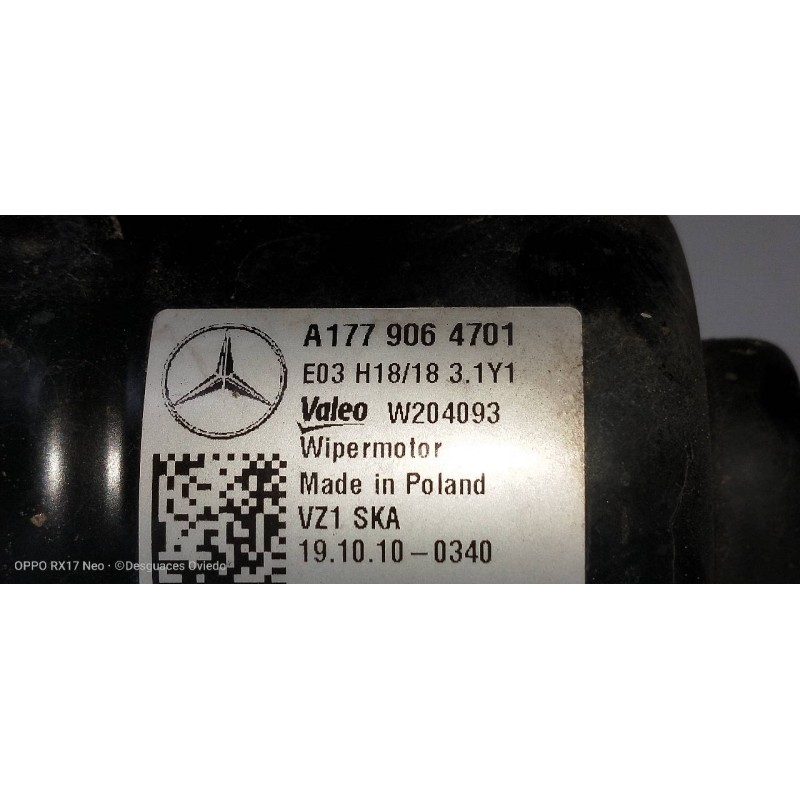 A177 906 4701
E03 H18/18 3.1Y1
Valeo W204093
Wipermotor
Made in Poland
VZ1 SKA
19.10.10-0340
OPPO RX17 Neo · ©Desguaces Oviedo